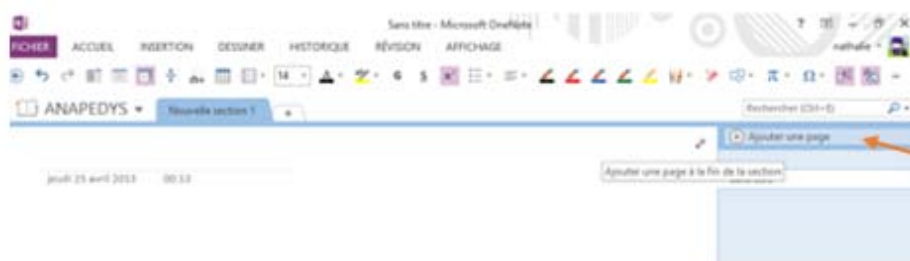 Sans titre - Microsoft OneNote
?
FICHIER ACCUEIL INSERTION DESSINER HISTORIQUE RÉVISION AFFICHAGE nathalie
14 G S
ANAPEDYS Nouvelle section 1 + Rechercher (Ctrl+E)
Ajouter une page
Ajouter une page à la fin de la section
jeudi 25 avril 2013 00:53